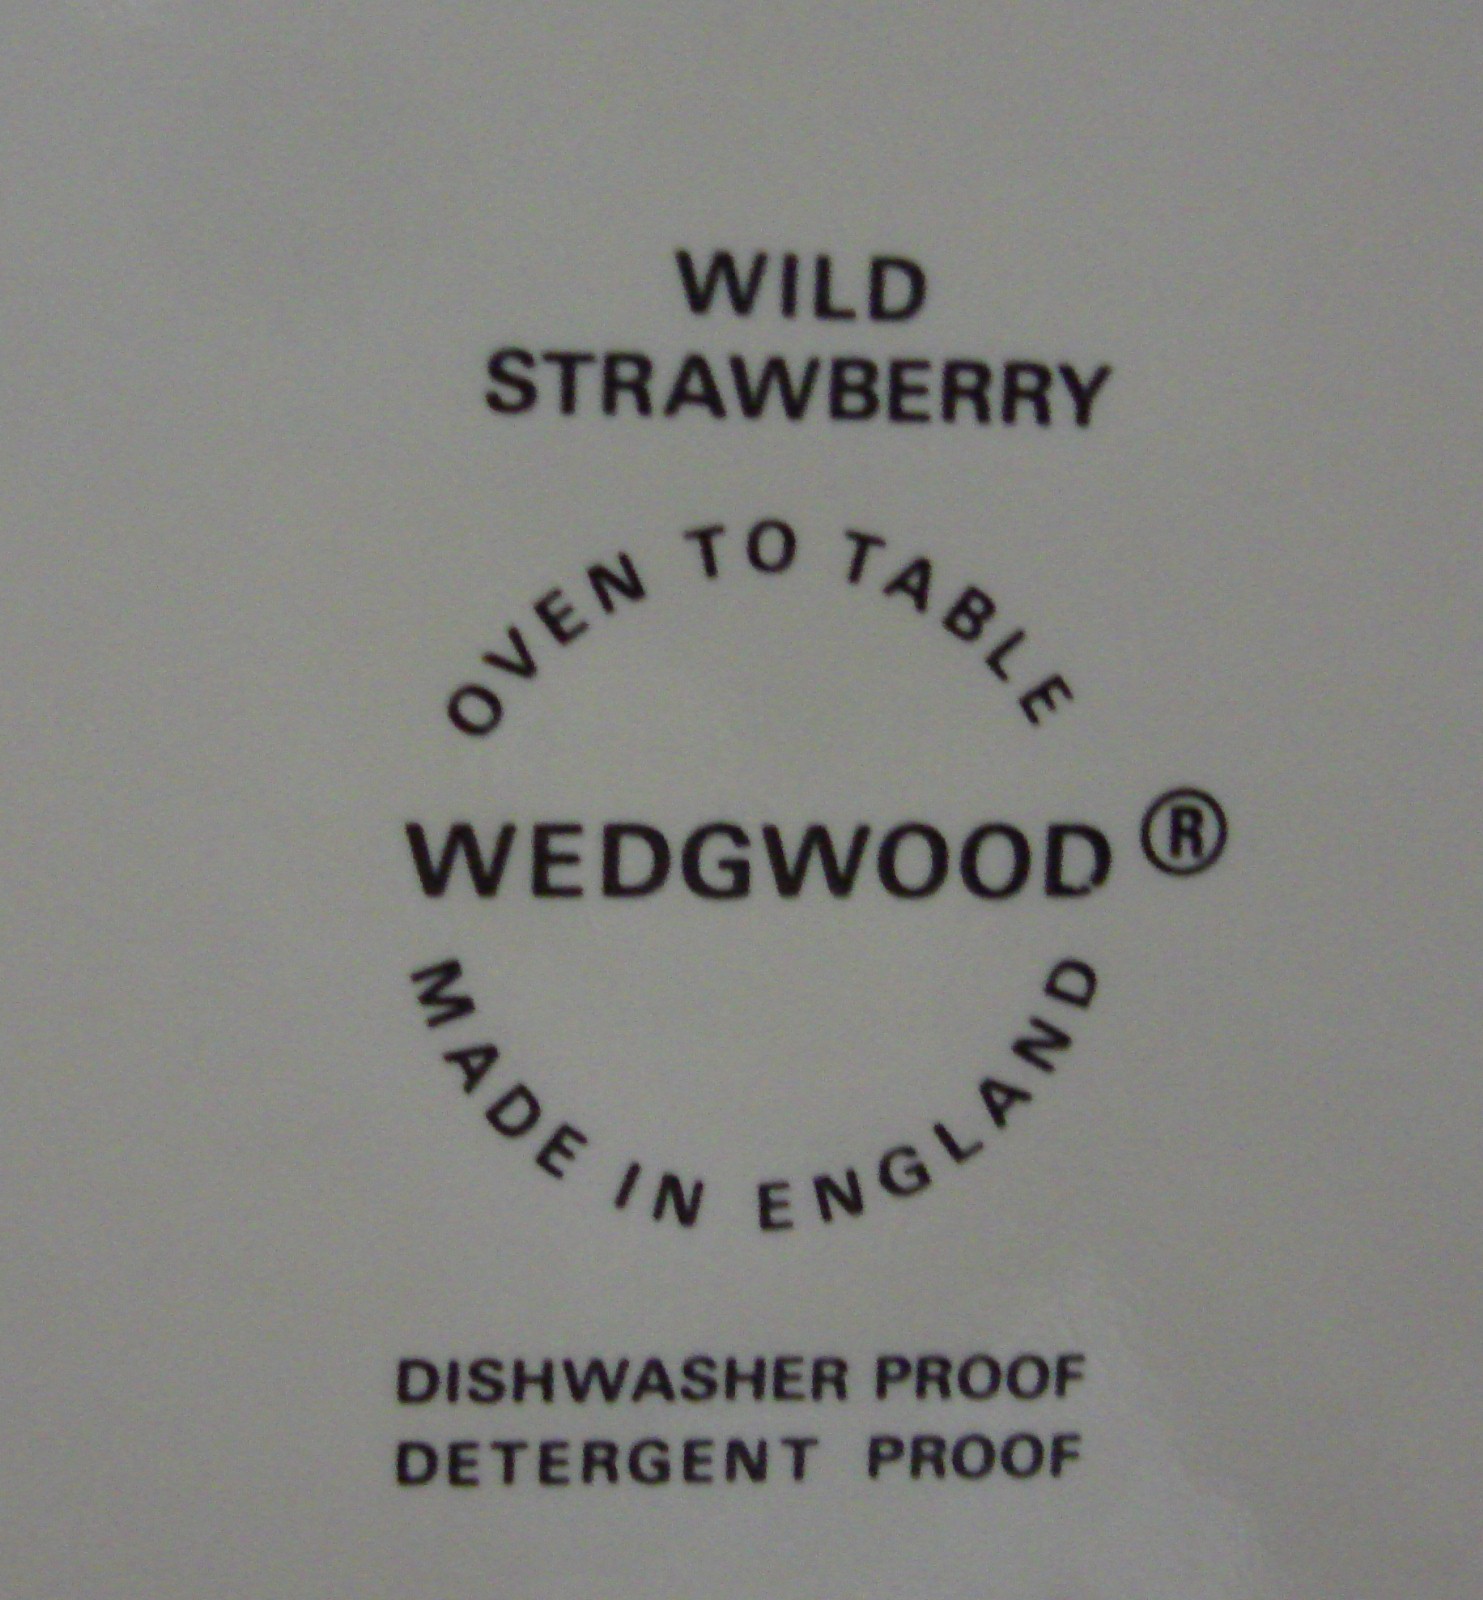 WILD
STRAWBERRY
OVEN TO TABLE
WEDGWOOD ®
MADE IN ENGLAND
DISHWASHER PROOF
DETERGENT PROOF